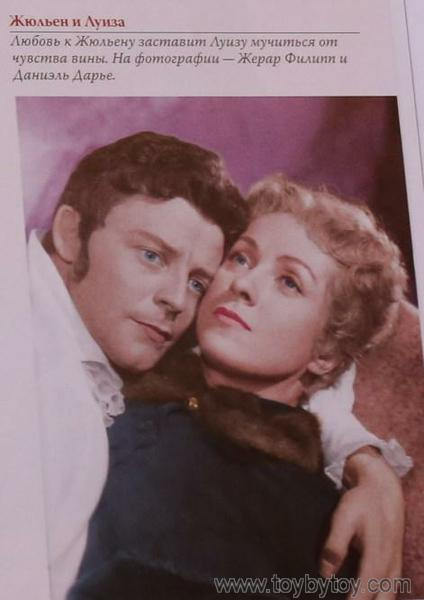 Жюльен и Луиза
Любовь к Жюльену заставит Луизу мучиться от
чувства вины. На фотографии — Жерар Филипп и
Даниэль Дарье.
www.toybytoy.com